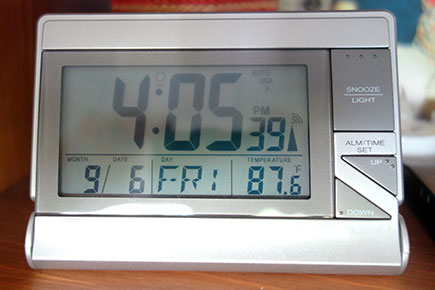 4:05 39
AUTO
USA
PM
SNOOZE
LIGHT
ALM/TIME
SET
UP
DOWN
MONTH DATE DAY TEMPERATURE
9/ 6 FRI 87.6 °F